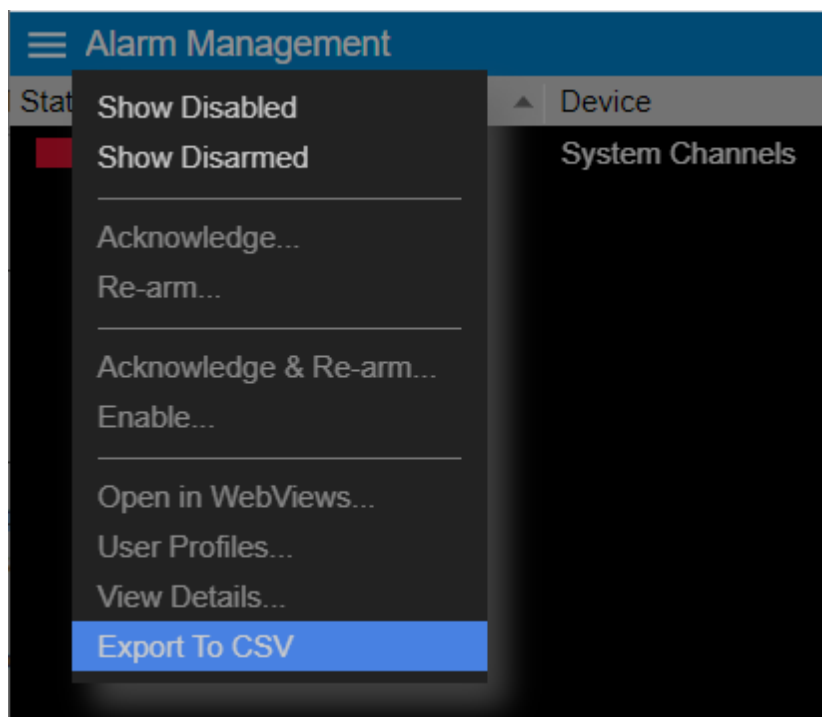 Alarm Management
Stat
Device
Show Disabled
Show Disarmed
System Channels
Acknowledge...
Re-arm...
Acknowledge & Re-arm...
Enable...
Open in WebViews...
User Profiles...
View Details...
Export To CSV